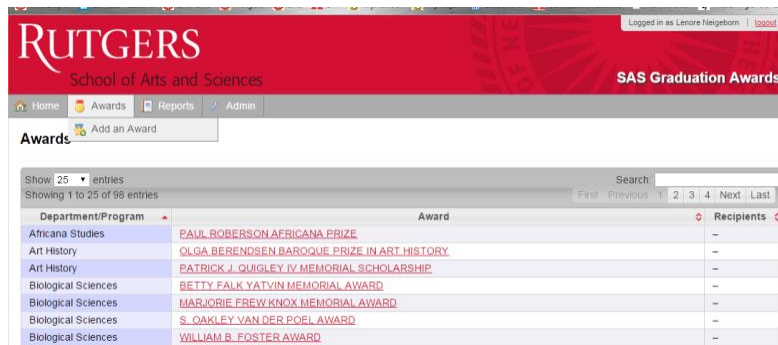 Logged in as Lenore Neigeborn | logout
RUTGERS
School of Arts and Sciences
SAS Graduation Awards
Home Awards Reports Admin
Add an Award
Awards
Show 25 entries Search:
Showing 1 to 25 of 98 entries First Previous 1 2 3 4 Next Last
Department/Program Award Recipients
Africana Studies PAUL ROBERSON AFRICANA PRIZE –
Art History OLGA BERENDSEN BAROQUE PRIZE IN ART HISTORY –
Art History PATRICK J. QUIGLEY IV MEMORIAL SCHOLARSHIP –
Biological Sciences BETTY FALK YATVIN MEMORIAL AWARD –
Biological Sciences MARJORIE FREW KNOX MEMORIAL AWARD –
Biological Sciences S. OAKLEY VAN DER POEL AWARD –
Biological Sciences WILLIAM B. FOSTER AWARD –